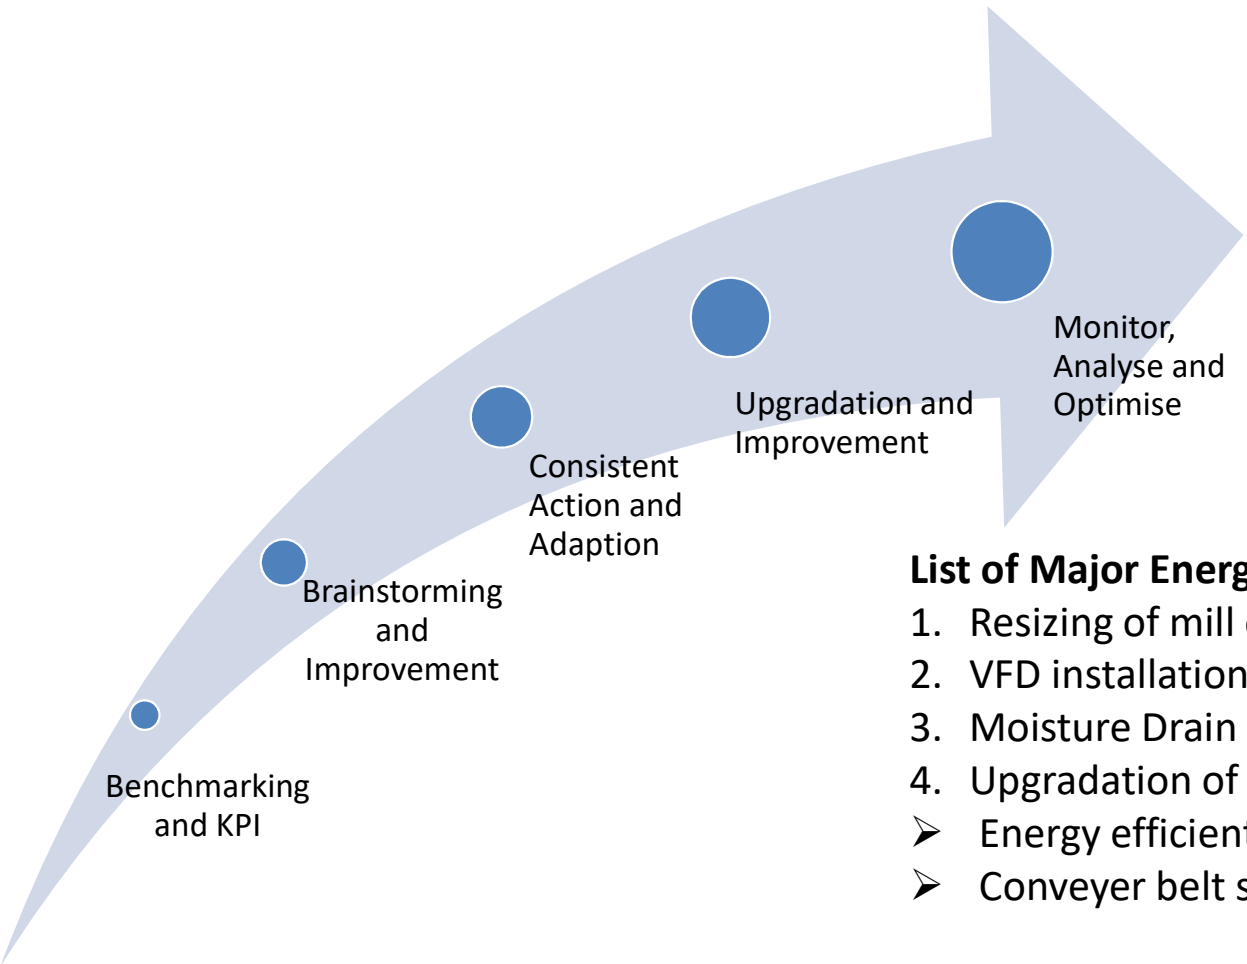 Monitor,
Analyse and
Optimise
Upgradation and
Improvement
Consistent
Action and
Adaption
Brainstorming
and
Improvement
Benchmarking
and KPI
List of Major Energ
1. Resizing of mill
2. VFD installation
3. Moisture Drain
4. Upgradation of
➢ Energy efficient
➢ Conveyer belt s